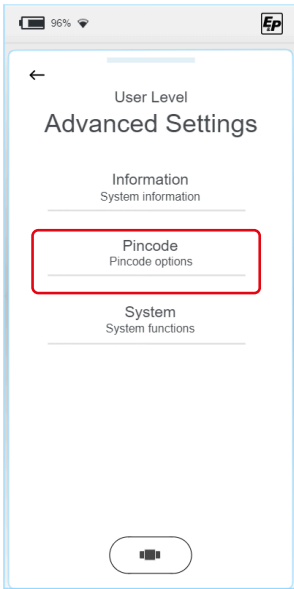 96%
EP
User Level
Advanced Settings
Information
System information
Pincode
Pincode options
System
System functions